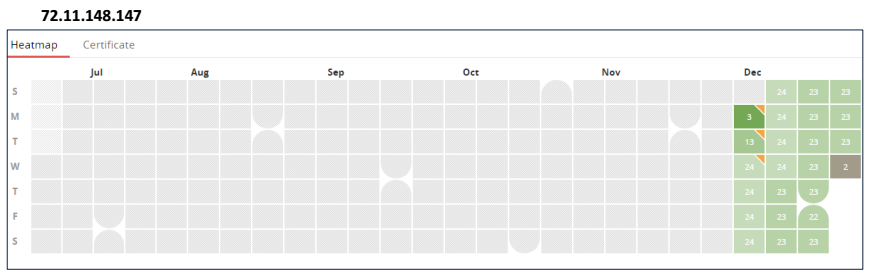 72.11.148.147
Heatmap Certificate
Jul Aug Sep Oct Nov Dec
S 24 23 23
M 3 24 23 23
T 13 24 23 23
W 24 24 23 2
T 24 23 23
F 24 23 22
S 24 23 23